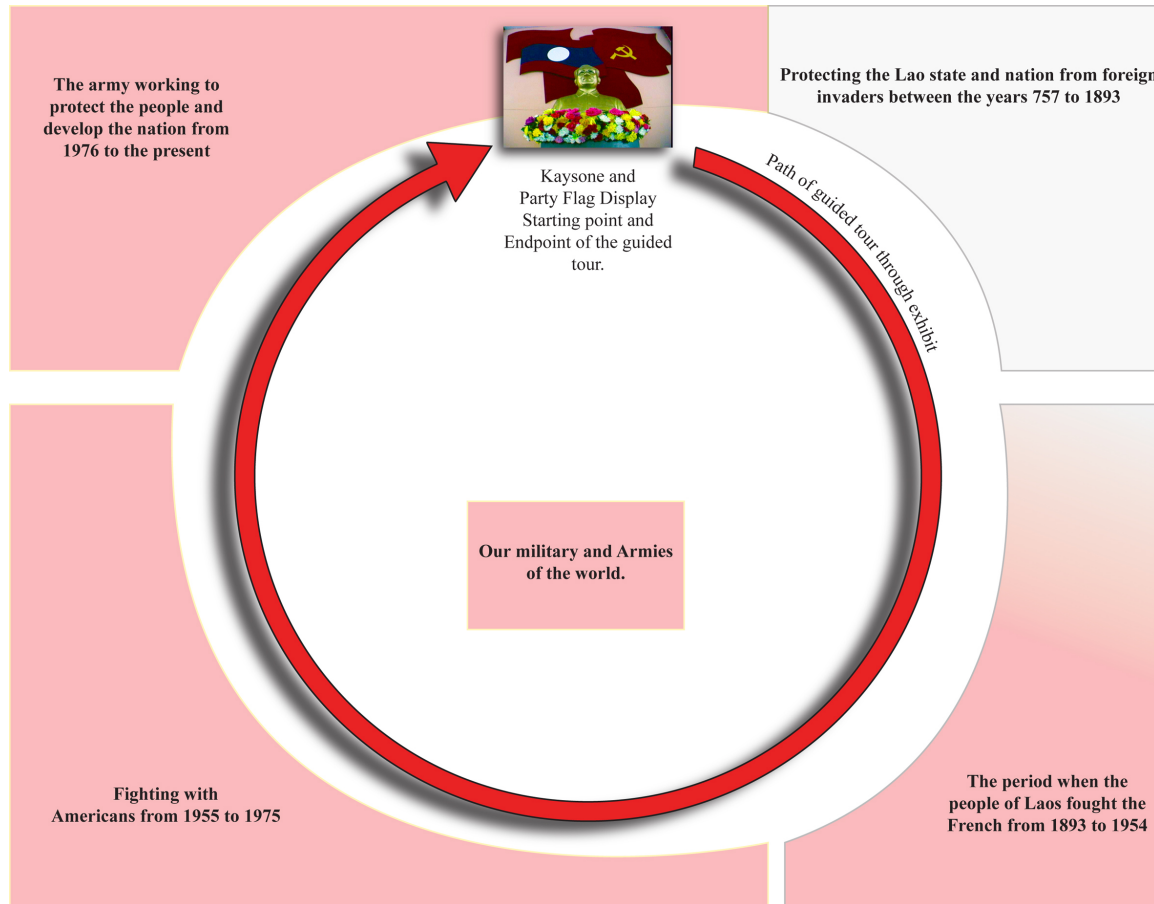 The army working to
protect the people and
develop the nation from
1976 to the present
Protecting the Lao state and nation from foreign
invaders between the years 757 to 1893
Kaysone and
Party Flag Display
Starting point and
Endpoint of the guided
tour.
Path of guided tour through exhibit
Our military and Armies
of the world.
Fighting with
Americans from 1955 to 1975
The period when the
people of Laos fought the
French from 1893 to 1954